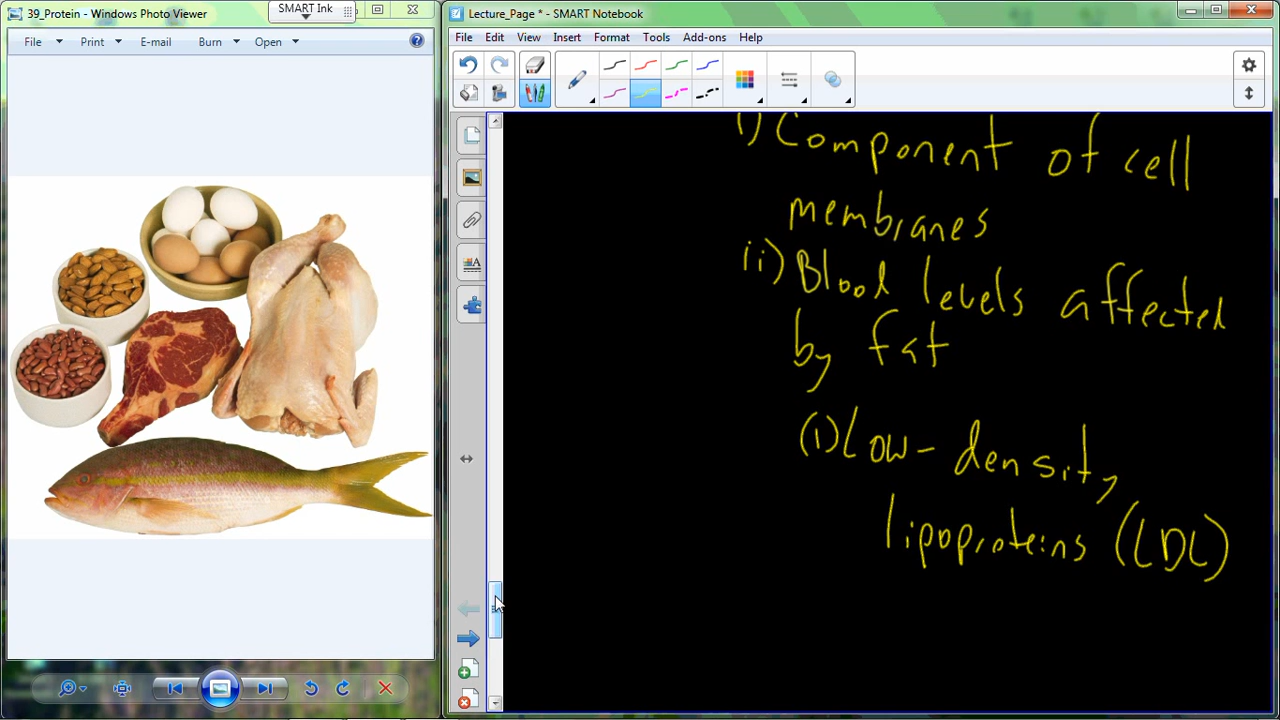 39_Protein - Windows Photo Viewer
SMART Ink
File Print E-mail Burn Open
Lecture_Page * - SMART Notebook
File Edit View Insert Format Tools Add-ons Help
i) Component of cell
membranes
ii) Blood levels affected
by fat
(1) Low-density
lipoproteins (LDL)